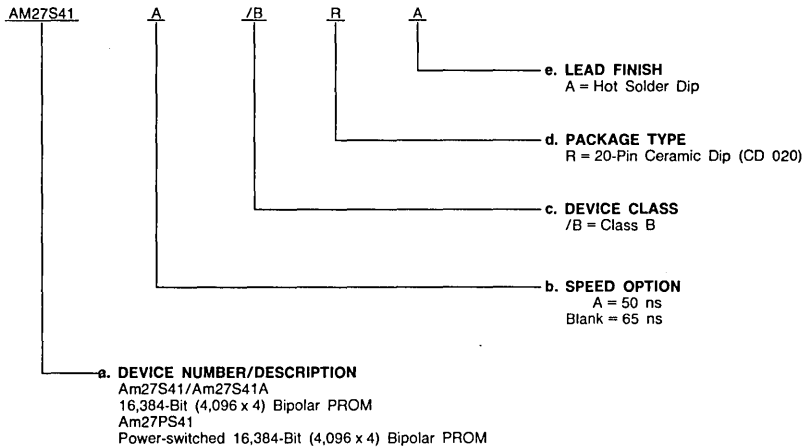 AM27S41 A /B R A
e. LEAD FINISH
A = Hot Solder Dip
d. PACKAGE TYPE
R = 20-Pin Ceramic Dip (CD 020)
c. DEVICE CLASS
/B = Class B
b. SPEED OPTION
A = 50 ns
Blank = 65 ns
a. DEVICE NUMBER/DESCRIPTION
Am27S41/Am27S41A
16,384-Bit (4,096 x 4) Bipolar PROM
Am27PS41
Power-switched 16,384-Bit (4,096 x 4) Bipolar PROM